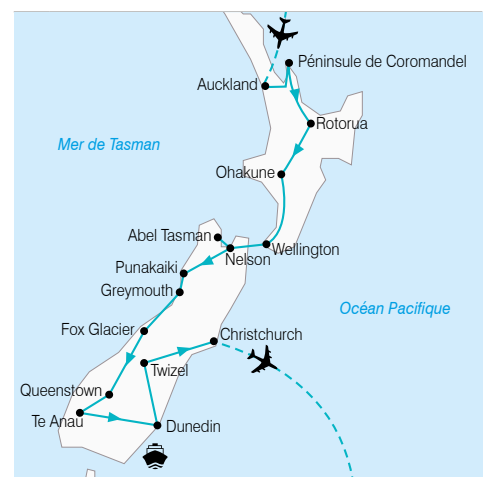 Péninsule de Coromandel
Auckland
Rotorua
Mer de Tasman
Ohakune
Abel Tasman
Wellington
Nelson
Punakaiki
Greymouth
Océan Pacifique
Fox Glacier
Christchurch
Twizel
Queenstown
Te Anau
Dunedin